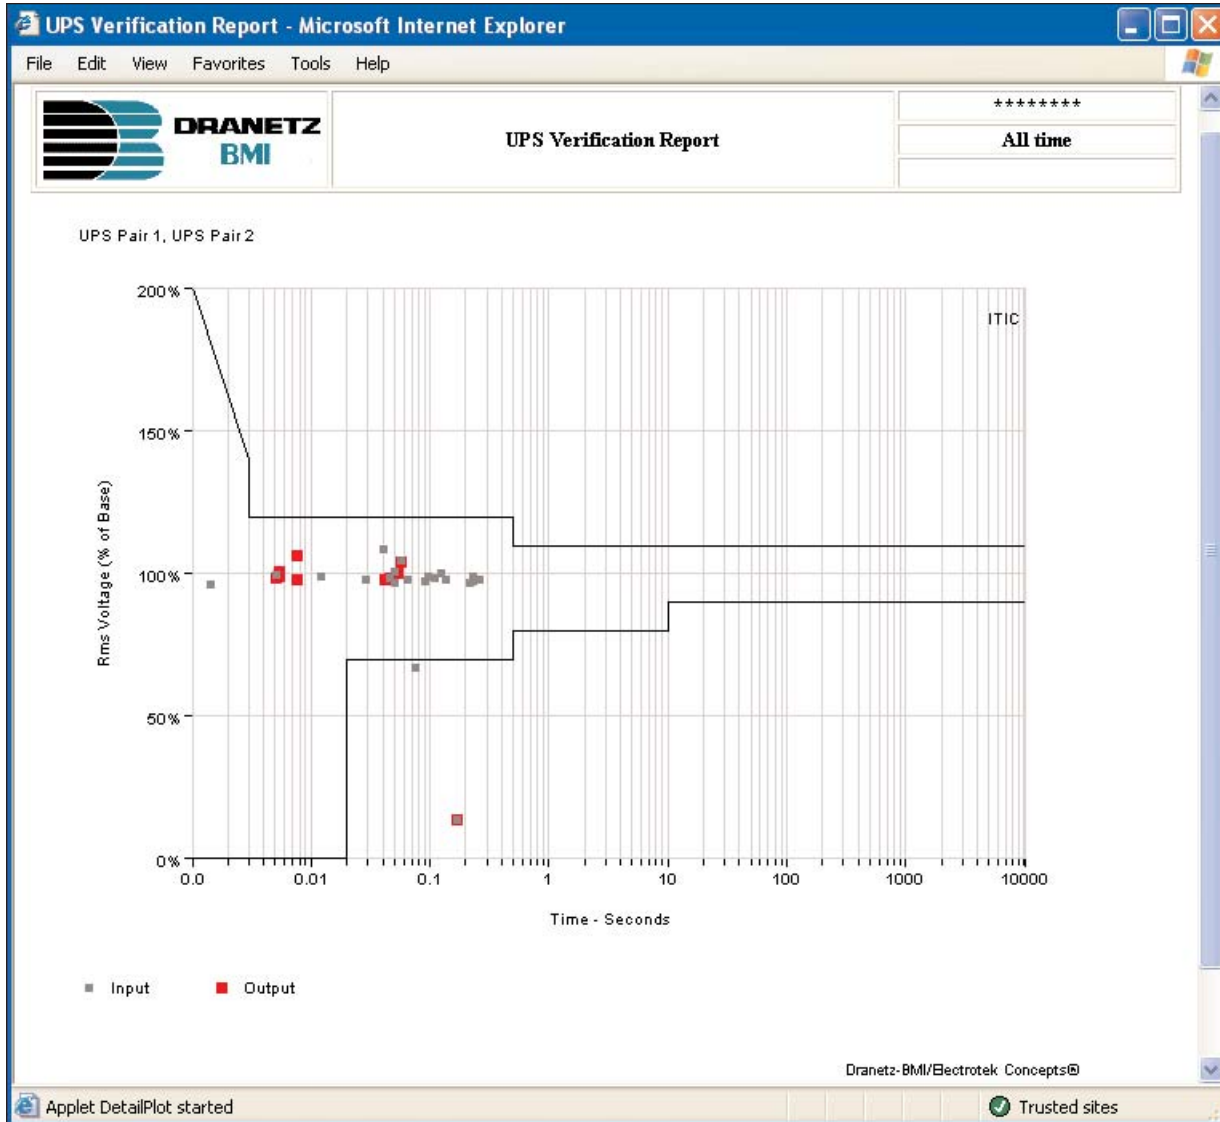 UPS Verification Report - Microsoft Internet Explorer
File Edit View Favorites Tools Help
DRANETZ
BMI
UPS Verification Report
********
All time
UPS Pair 1, UPS Pair 2
200%
ITIC
150%
Rms Voltage (% of Base)
100%
50%
0%
0.0 0.01 0.1 1 10 100 1000 10000
Time - Seconds
Input Output
Dranetz-BMI/Electrotek Concepts®
Applet DetailPlot started Trusted sites